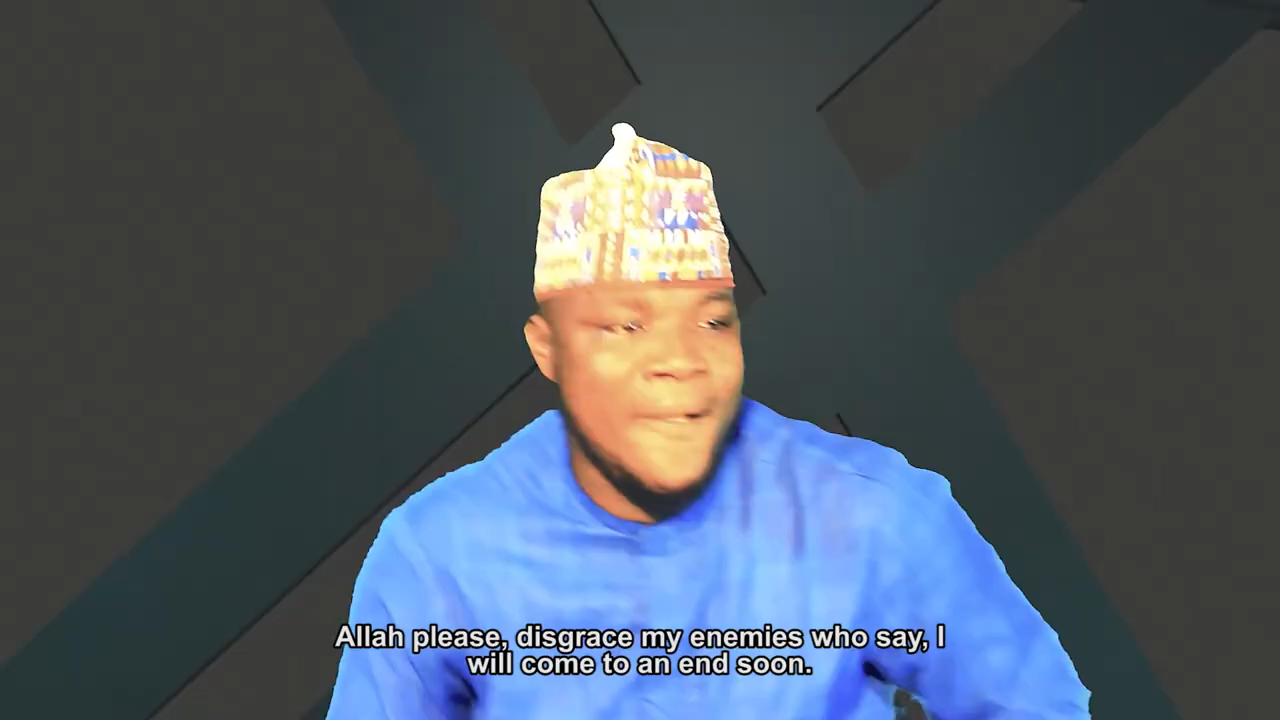 Allah please, disgrace my enemies who say, I
will come to an end soon.